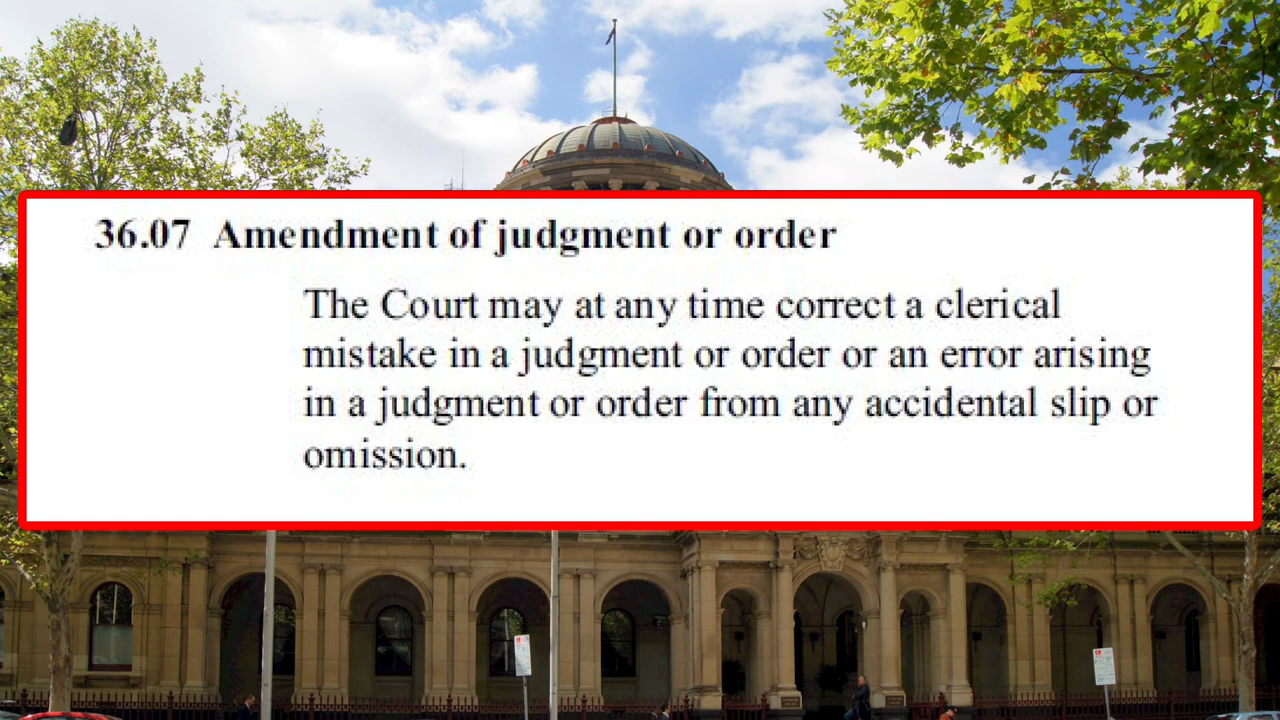 36.07 Amendment of judgment or order
The Court may at any time correct a clerical
mistake in a judgment or order or an error arising
in a judgment or order from any accidental slip or
omission.